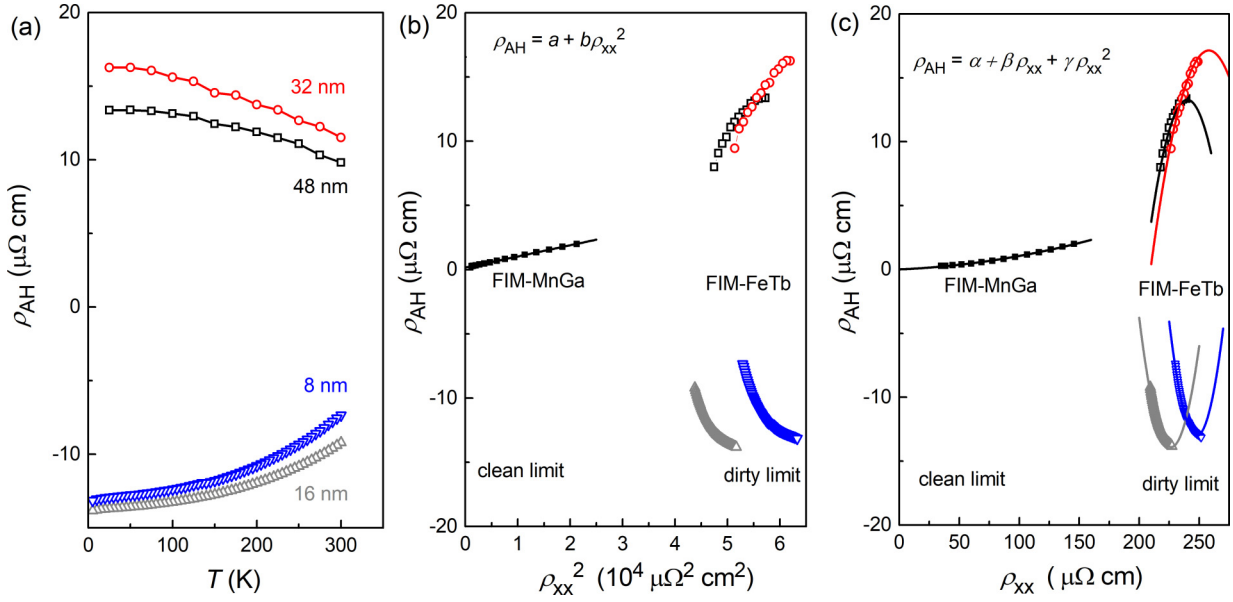 (a)
20
10
0
-10
-20
ρAH (μΩ cm)
32 nm
48 nm
8 nm
16 nm
0 100 200 300
T (K)
(b)
20
10
0
-10
-20
ρAH (μΩ cm)
ρAH = a + bρxx²
FIM-MnGa
FIM-FeTb
clean limit
dirty limit
0 1 2 3 4 5 6
ρxx² (10⁴ μΩ² cm²)
(c)
20
10
0
-10
-20
ρAH (μΩ cm)
ρAH = α + βρxx + γρxx²
FIM-MnGa
FIM-FeTb
clean limit
dirty limit
0 50 100 150 200 250
ρxx ( μΩ cm)